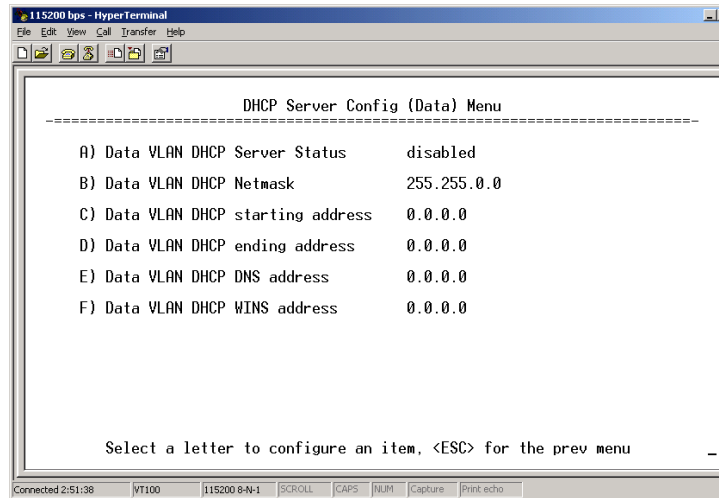 115200 bps - HyperTerminal
File Edit View Call Transfer Help
DHCP Server Config (Data) Menu
-==========================================================================-
A) Data VLAN DHCP Server Status disabled
B) Data VLAN DHCP Netmask 255.255.0.0
C) Data VLAN DHCP starting address 0.0.0.0
D) Data VLAN DHCP ending address 0.0.0.0
E) Data VLAN DHCP DNS address 0.0.0.0
F) Data VLAN DHCP WINS address 0.0.0.0
Select a letter to configure an item, <ESC> for the prev menu _
Connected 2:51:38 VT100 115200 8-N-1 SCROLL CAPS NUM Capture Print echo